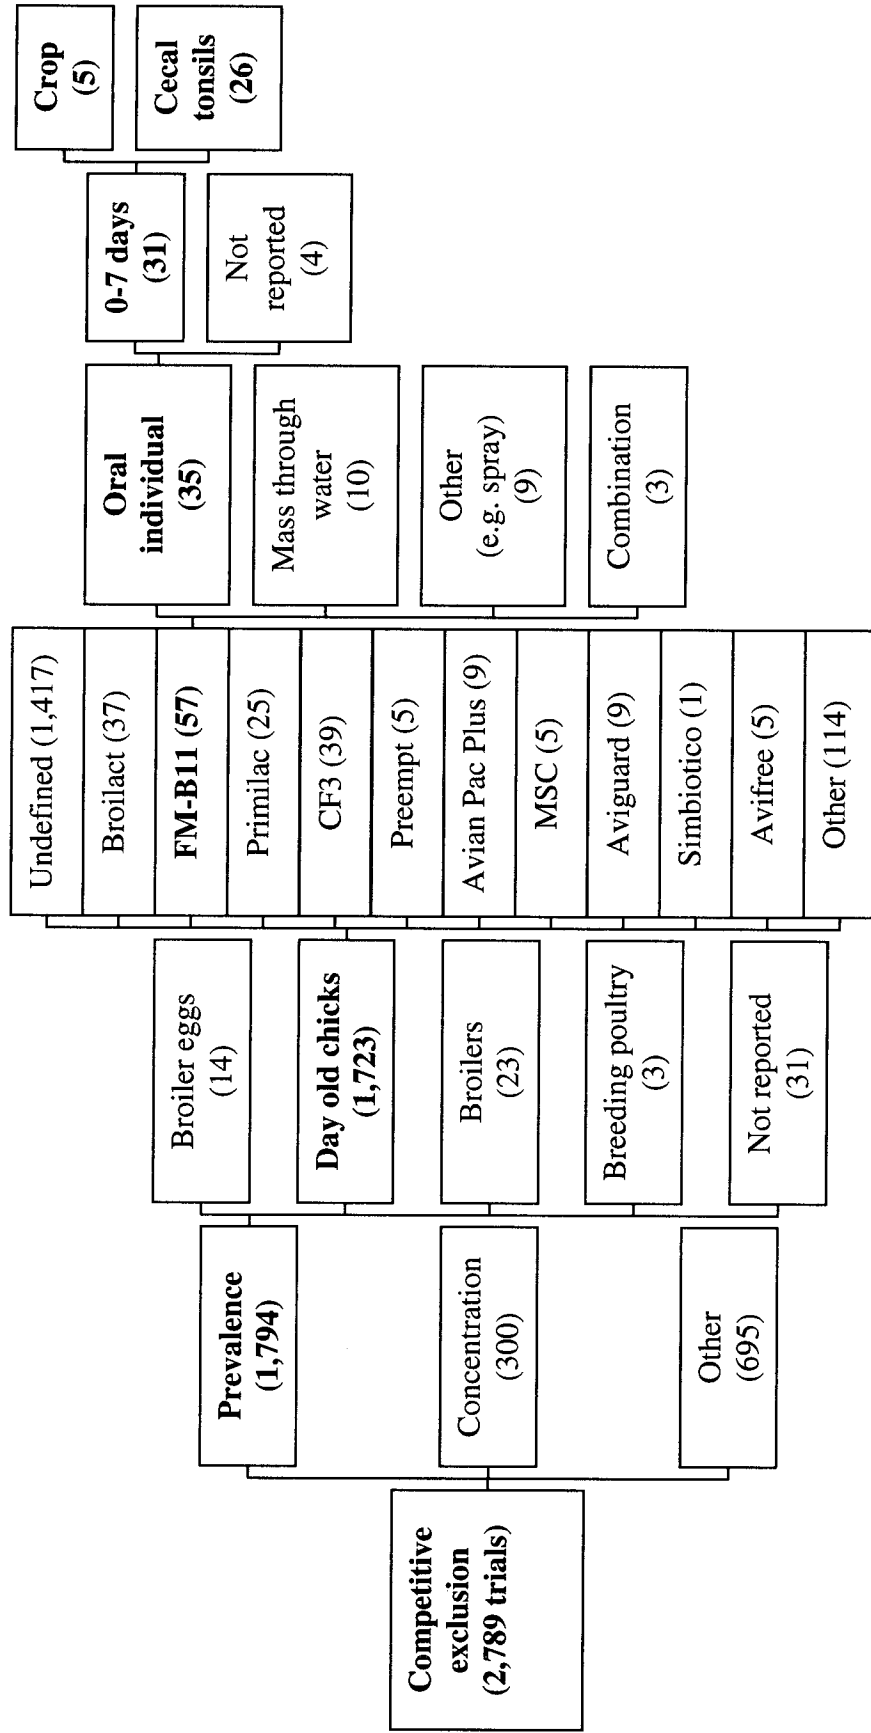 Competitive
exclusion
(2,789 trials)
Prevalence
(1,794)
Concentration
(300)
Other
(695)
Broiler eggs
(14)
Day old chicks
(1,723)
Broilers
(23)
Breeding poultry
(3)
Not reported
(31)
Undefined (1,417)
Broilact (37)
FM-B11 (57)
Primilac (25)
CF3 (39)
Preempt (5)
Avian Pac Plus (9)
MSC (5)
Aviguard (9)
Simbiotico (1)
Avifree (5)
Other (114)
Oral
individual
(35)
Mass through
water
(10)
Other
(e.g. spray)
(9)
Combination
(3)
0-7 days
(31)
Not
reported
(4)
Crop
(5)
Cecal
tonsils
(26)